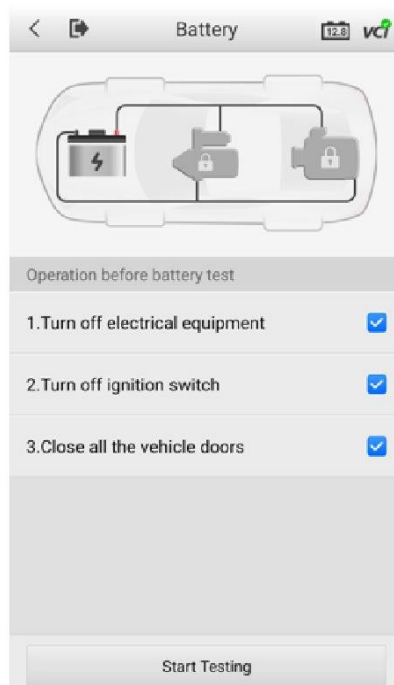 Battery
12.8
VCI
Operation before battery test
1.Turn off electrical equipment
2.Turn off ignition switch
3.Close all the vehicle doors
Start Testing